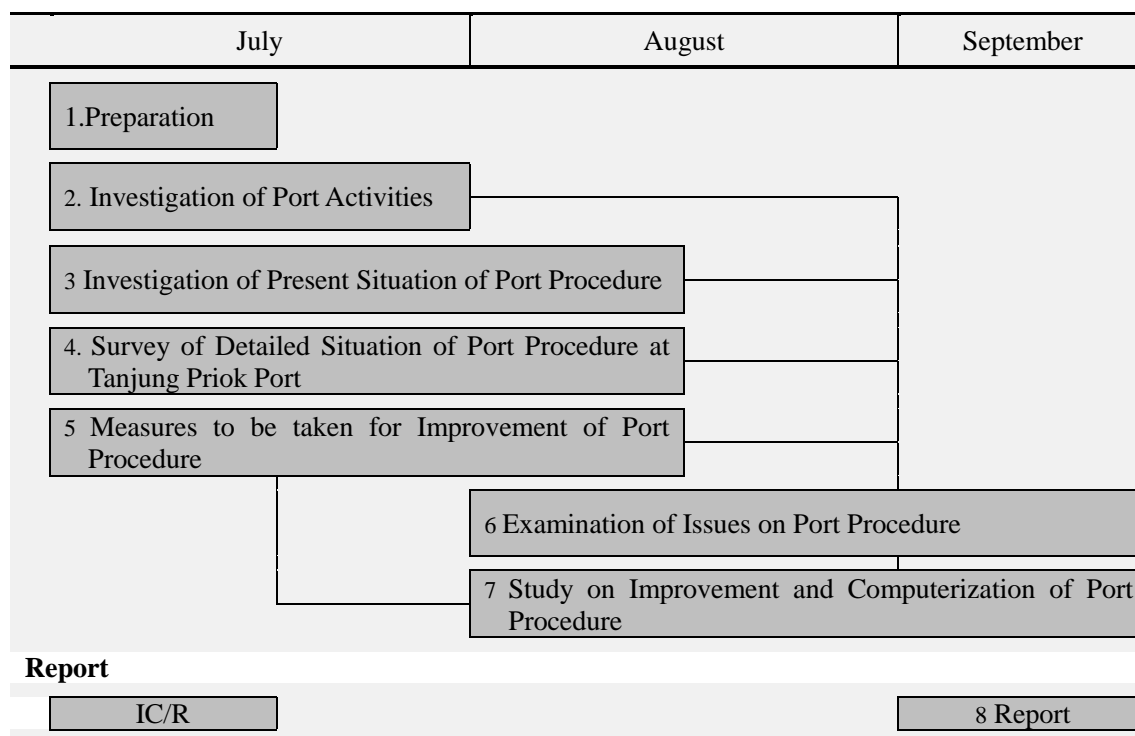 July August September
1.Preparation
2. Investigation of Port Activities
3 Investigation of Present Situation of Port Procedure
4. Survey of Detailed Situation of Port Procedure at
Tanjung Priok Port
5 Measures to be taken for Improvement of Port
Procedure
6 Examination of Issues on Port Procedure
7 Study on Improvement and Computerization of Port
Procedure
Report
IC/R 8 Report